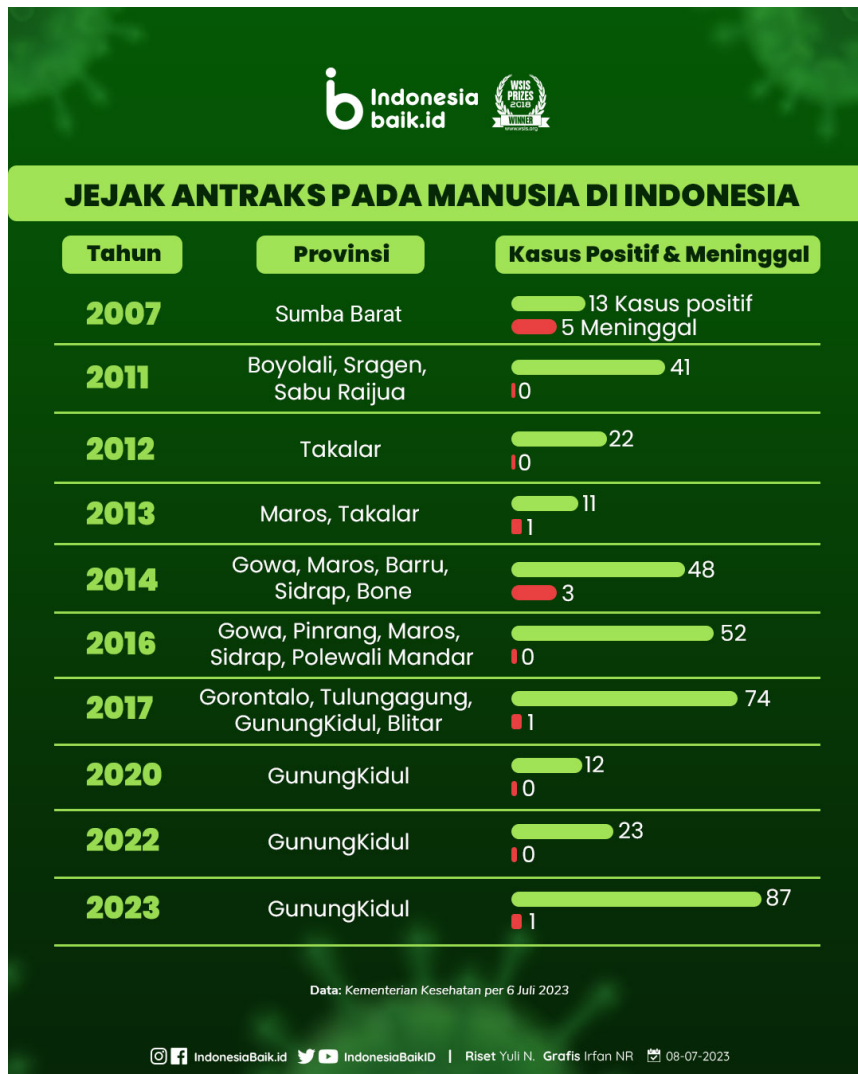 Indonesia
baik.id
WSIS
PRIZES
2018
WINNER
www.wsis.org
JEJAK ANTRAKS PADA MANUSIA DI INDONESIA
Tahun Provinsi Kasus Positif & Meninggal
2007 Sumba Barat 13 Kasus positif
5 Meninggal
2011 Boyolali, Sragen, 41
Sabu Raijua 0
2012 Takalar 22
0
2013 Maros, Takalar 11
1
2014 Gowa, Maros, Barru, 48
Sidrap, Bone 3
2016 Gowa, Pinrang, Maros, 52
Sidrap, Polewali Mandar 0
2017 Gorontalo, Tulungagung, 74
GunungKidul, Blitar 1
2020 GunungKidul 12
0
2022 GunungKidul 23
0
2023 GunungKidul 87
1
Data: Kementerian Kesehatan per 6 Juli 2023
IndonesiaBaik.id IndonesiaBaikID | Riset Yuli N. Grafis Irfan NR 08-07-2023